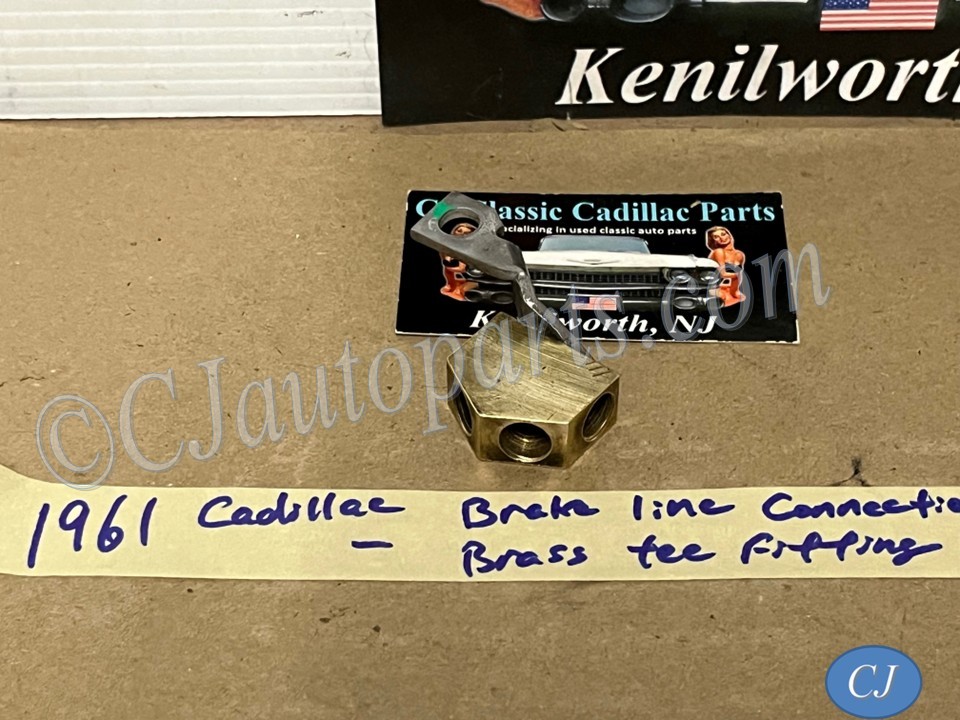 Kenilworth
Classic Cadillac Parts
specializing in used classic auto parts
Kenilworth, NJ
©CJautoparts.com
1961 Cadillac Brake line Connectio
- Brass tee fitting
CJ